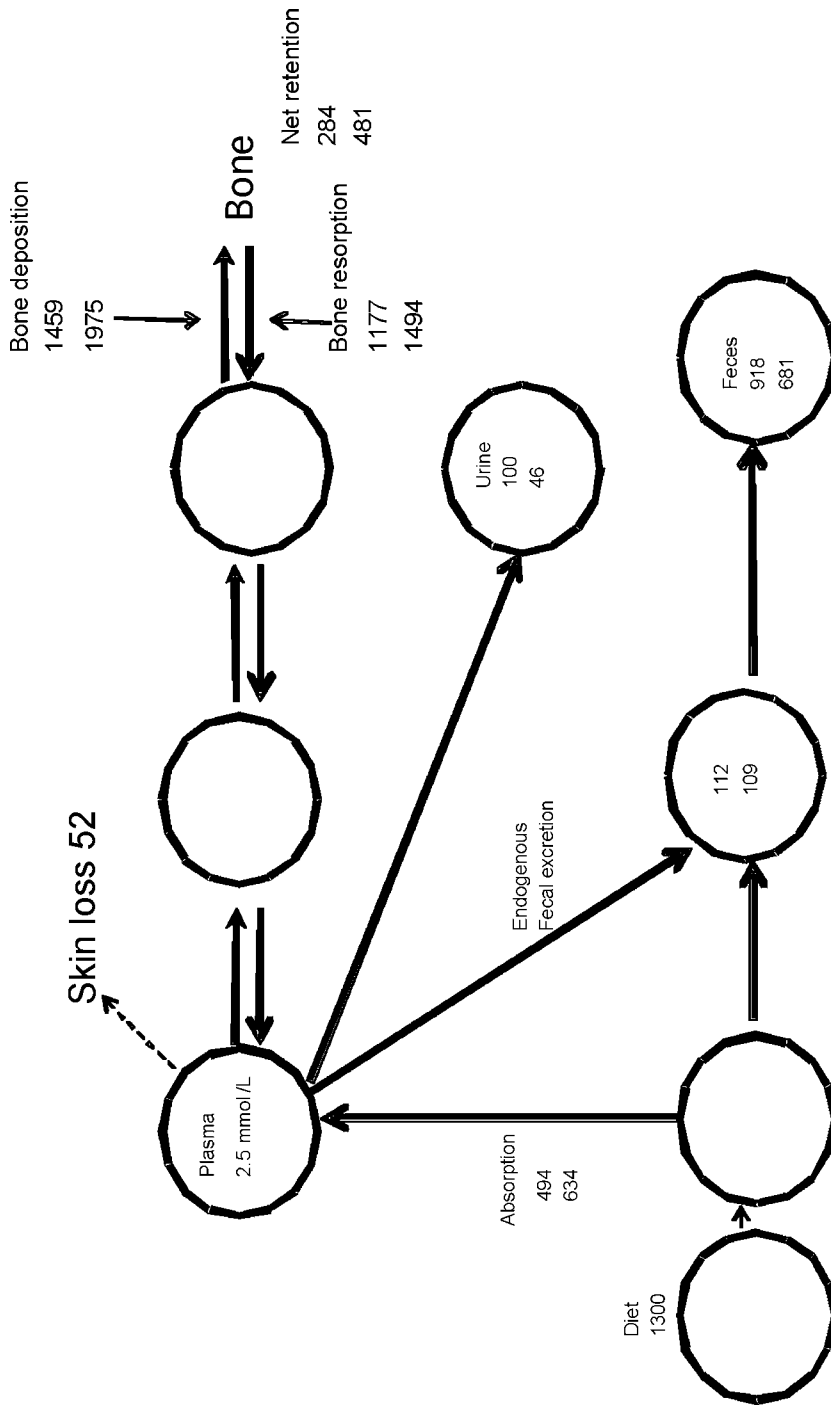 Skin loss 52
Bone deposition
1459
1975
Plasma
2.5 mmol/L
Bone
Net retention
284
481
Bone resorption
1177
1494
Absorption
494
634
Endogenous
Fecal excretion
Urine
100
46
Diet
1300
112
109
Feces
918
681